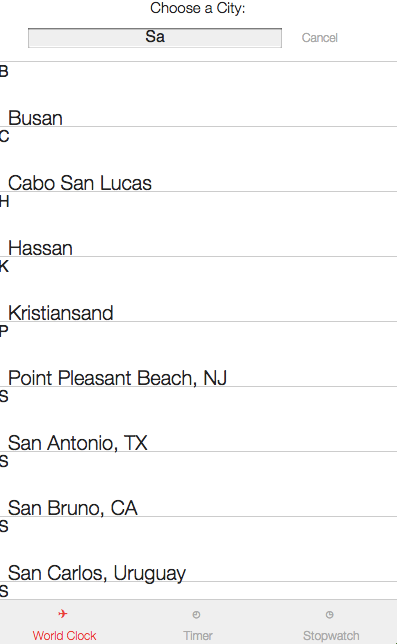 Choose a City:
Sa Cancel
B
Busan
C
Cabo San Lucas
H
Hassan
K
Kristiansand
P
Point Pleasant Beach, NJ
S
San Antonio, TX
S
San Bruno, CA
S
San Carlos, Uruguay
S
World Clock Timer Stopwatch